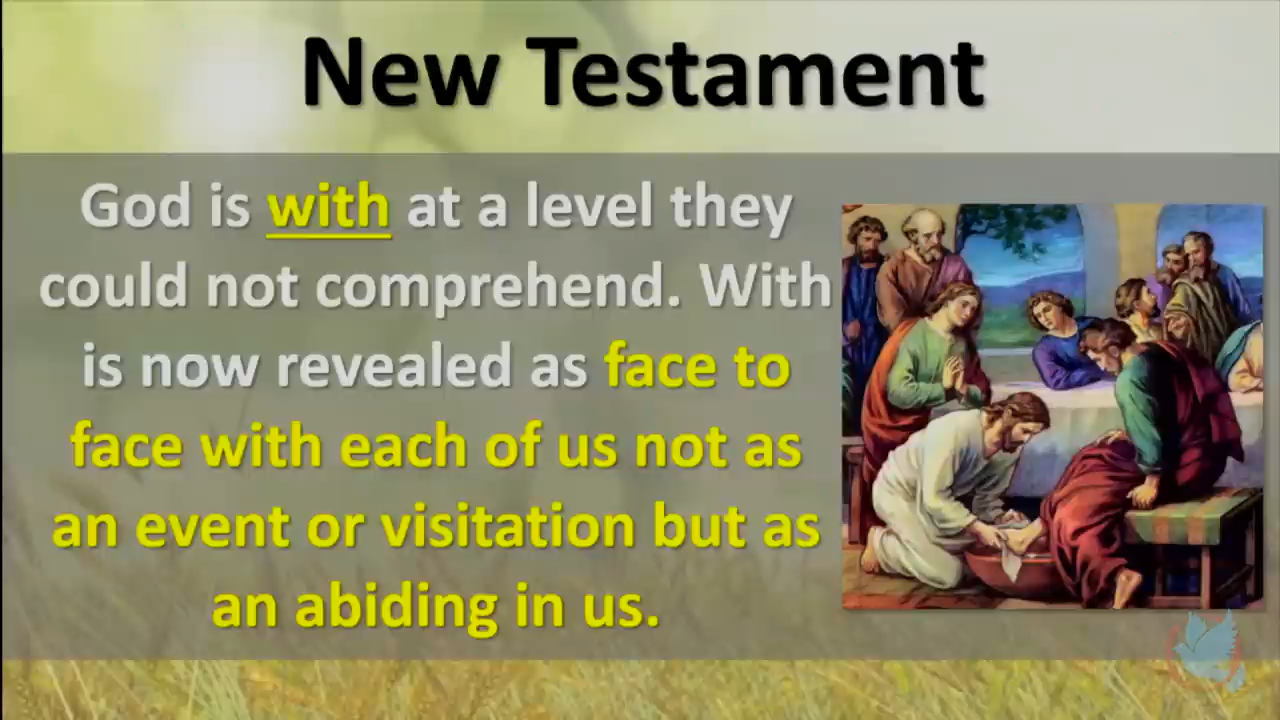 New Testament
God is with at a level they
could not comprehend. With
is now revealed as face to
face with each of us not as
an event or visitation but as
an abiding in us.